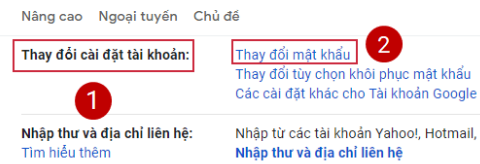 Nâng cao Ngoại tuyến Chủ đề
Thay đổi cài đặt tài khoản: Thay đổi mật khẩu 2
Thay đổi tùy chọn khôi phục mật khẩu
Các cài đặt khác cho Tài khoản Google
1
Nhập thư và địa chỉ liên hệ: Nhập từ các tài khoản Yahoo!, Hotmail,
Tìm hiểu thêm Nhập thư và địa chỉ liên hệ